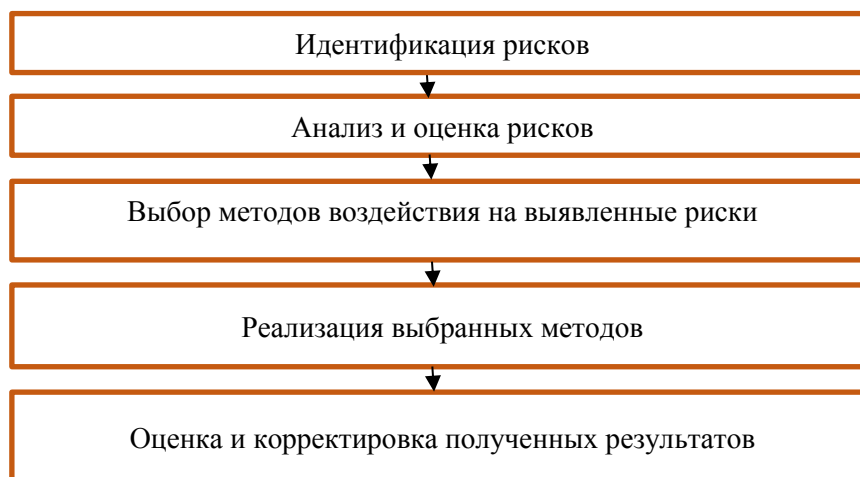 Идентификация рисков
Анализ и оценка рисков
Выбор методов воздействия на выявленные риски
Реализация выбранных методов
Оценка и корректировка полученных результатов